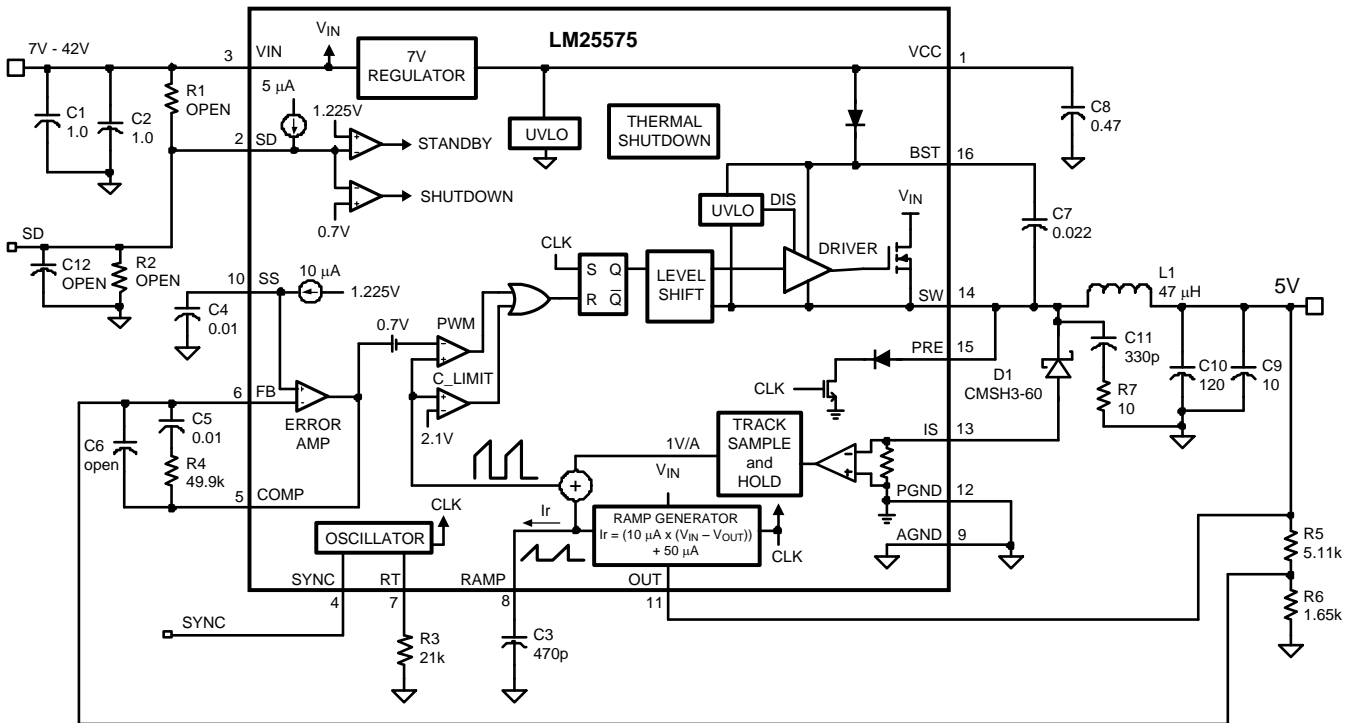 LM25575
7V - 42V
3
VIN
VIN
7V
REGULATOR
VCC
1
C1
1.0
C2
1.0
R1
OPEN
5 µA
1.225V
2
SD
STANDBY
UVLO
THERMAL
SHUTDOWN
C8
0.47
BST
16
SHUTDOWN
0.7V
UVLO
DIS
VIN
C7
0.022
SD
C12
OPEN
R2
OPEN
CLK
DRIVER
10
SS
10 µA
1.225V
S Q
R Q
LEVEL
SHIFT
SW
14
L1
47 µH
5V
C4
0.01
0.7V
PWM
PRE
15
C11
330p
C10
120
C9
10
C_LIMIT
CLK
D1
CMSH3-60
R7
10
6
FB
ERROR
AMP
2.1V
C5
0.01
C6
open
R4
49.9k
1V/A
TRACK
SAMPLE
and
HOLD
IS
13
VIN
5
COMP
PGND
12
Ir
RAMP GENERATOR
Ir = (10 µA x (VIN – VOUT))
+ 50 µA
CLK
CLK
OSCILLATOR
AGND
9
R5
5.11k
SYNC
RT
RAMP
OUT
4
7
8
11
R6
1.65k
SYNC
R3
21k
C3
470p